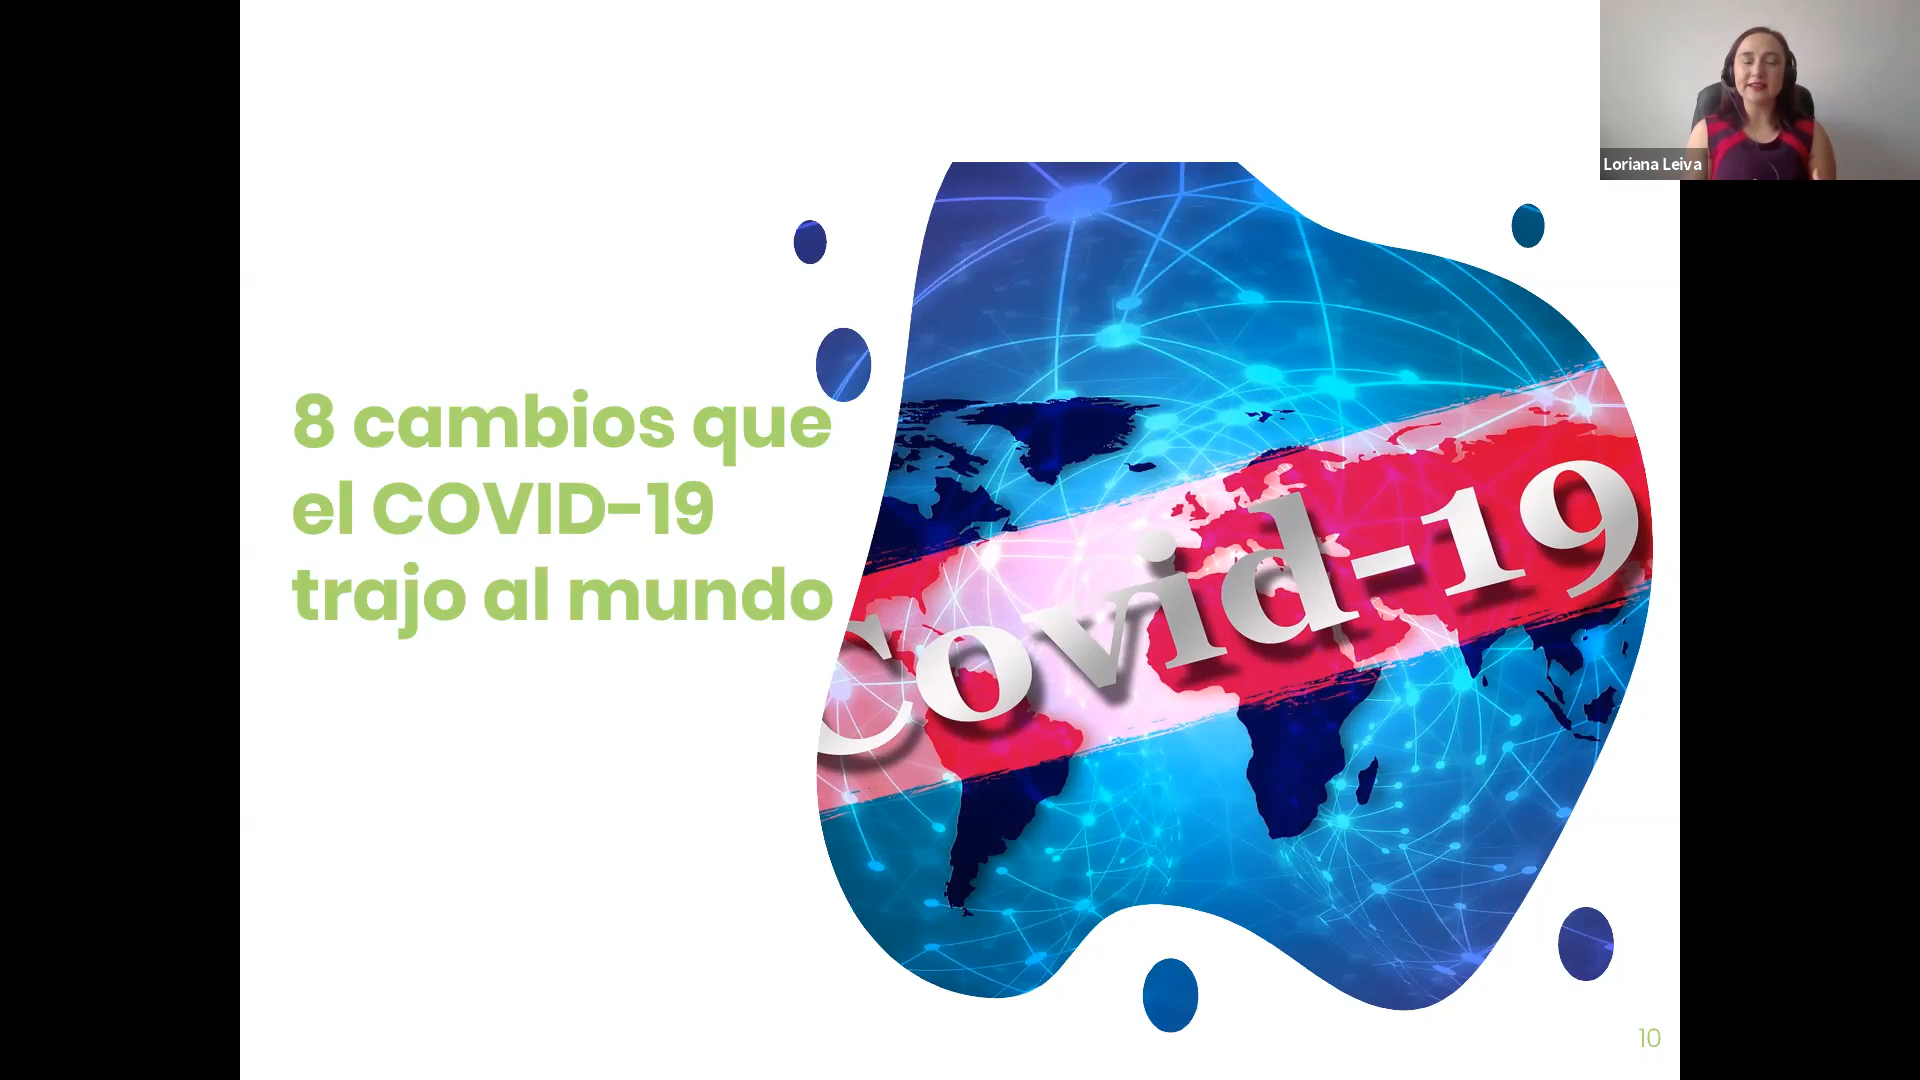 Loriana Leiva
8 cambios que
el COVID-19
trajo al mundo
Covid-19
10